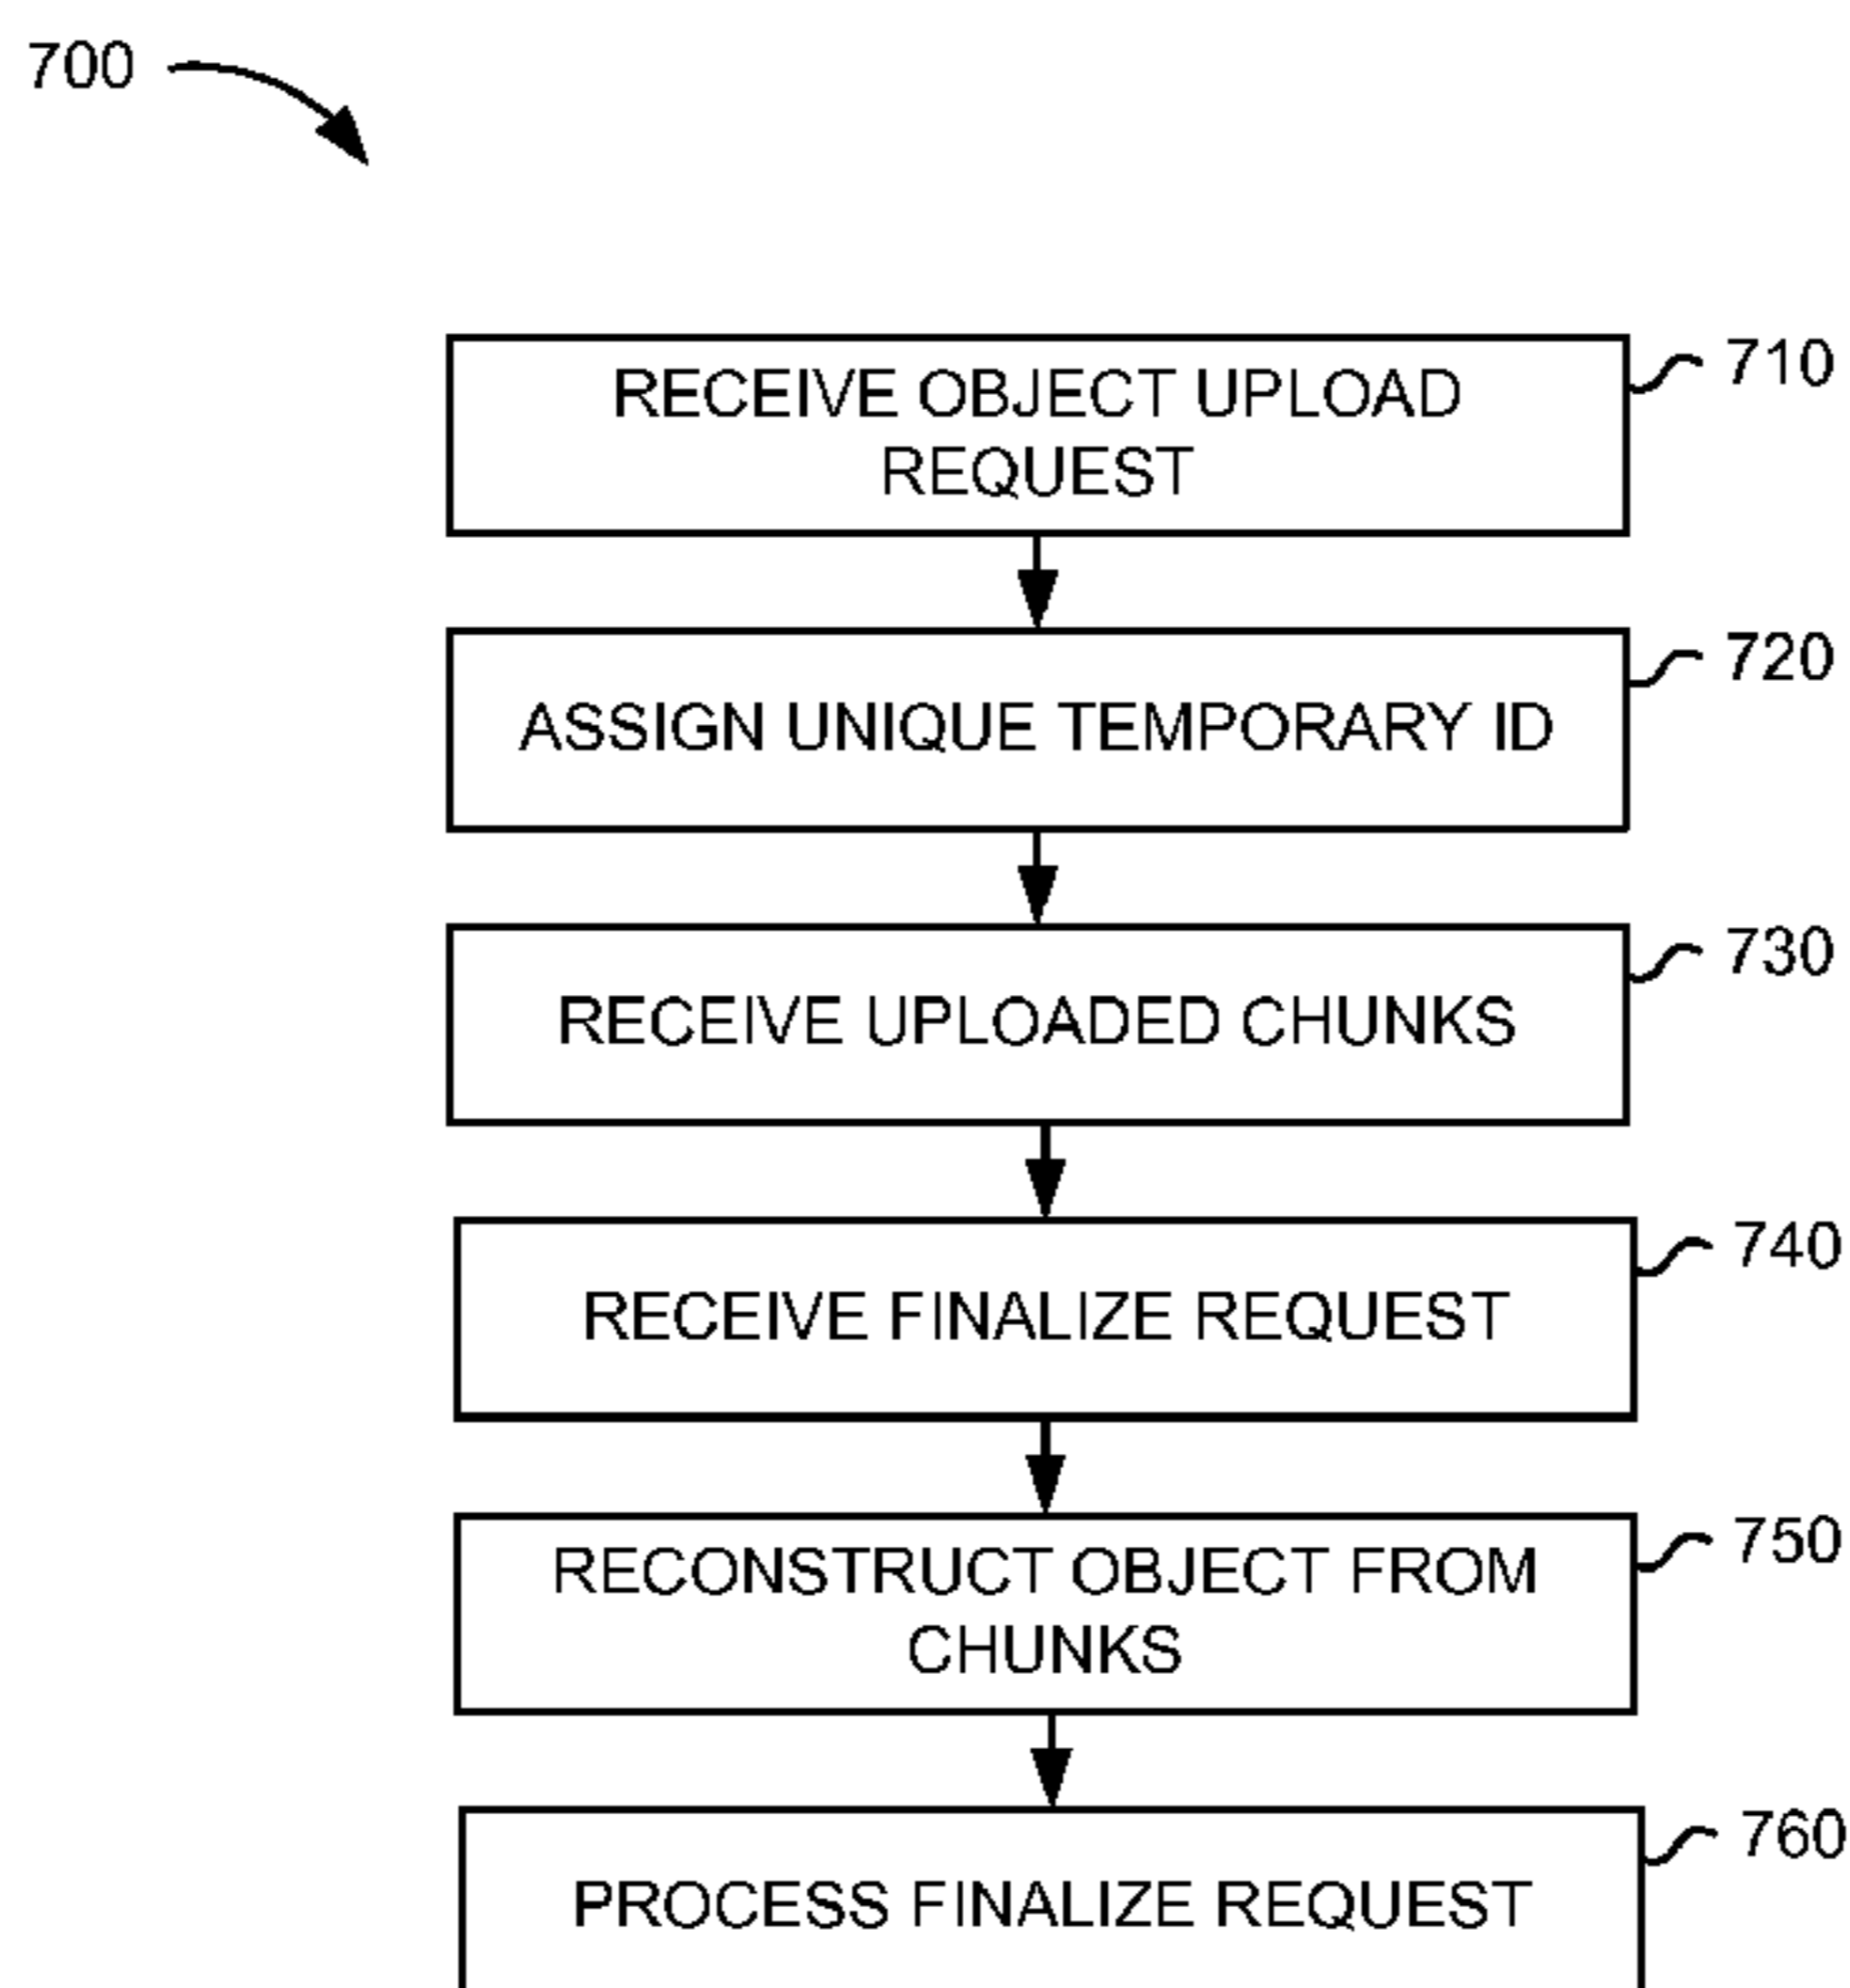 700
RECEIVE OBJECT UPLOAD
REQUEST
710
ASSIGN UNIQUE TEMPORARY ID
720
RECEIVE UPLOADED CHUNKS
730
RECEIVE FINALIZE REQUEST
740
RECONSTRUCT OBJECT FROM
CHUNKS
750
PROCESS FINALIZE REQUEST
760